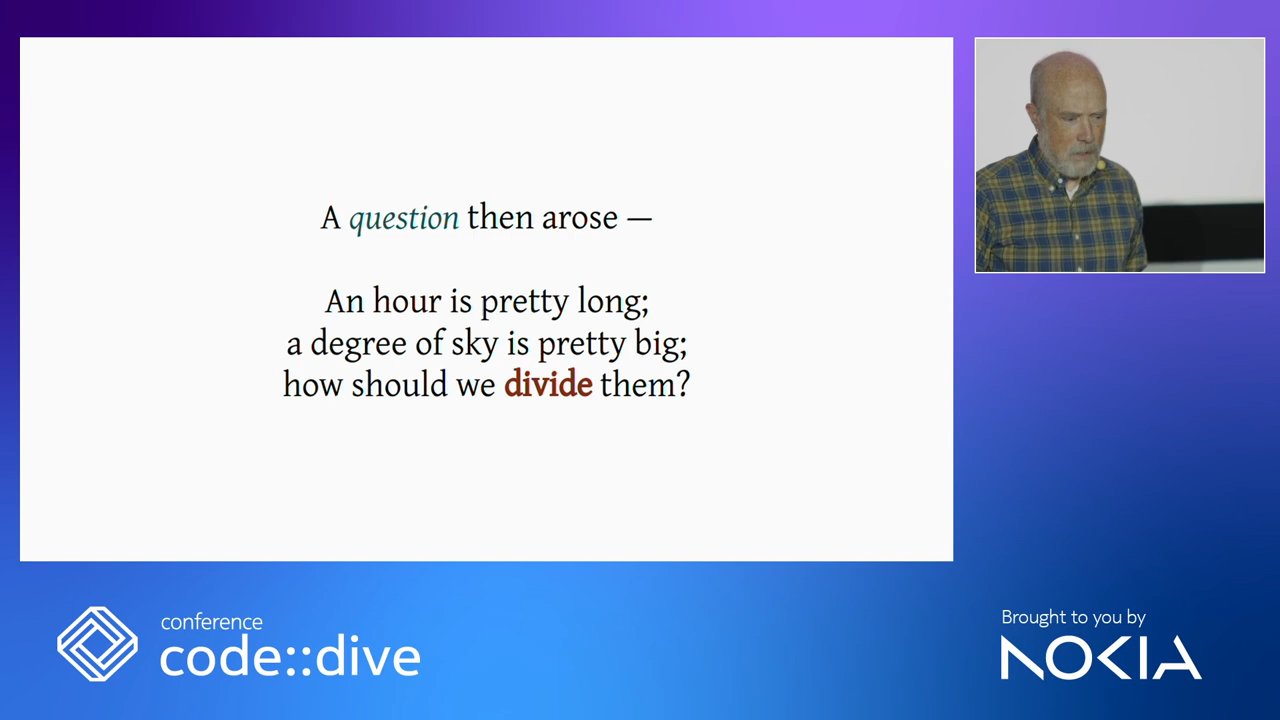 A question then arose —
An hour is pretty long;
a degree of sky is pretty big;
how should we divide them?
conference
code::dive
Brought to you by
NOKIA